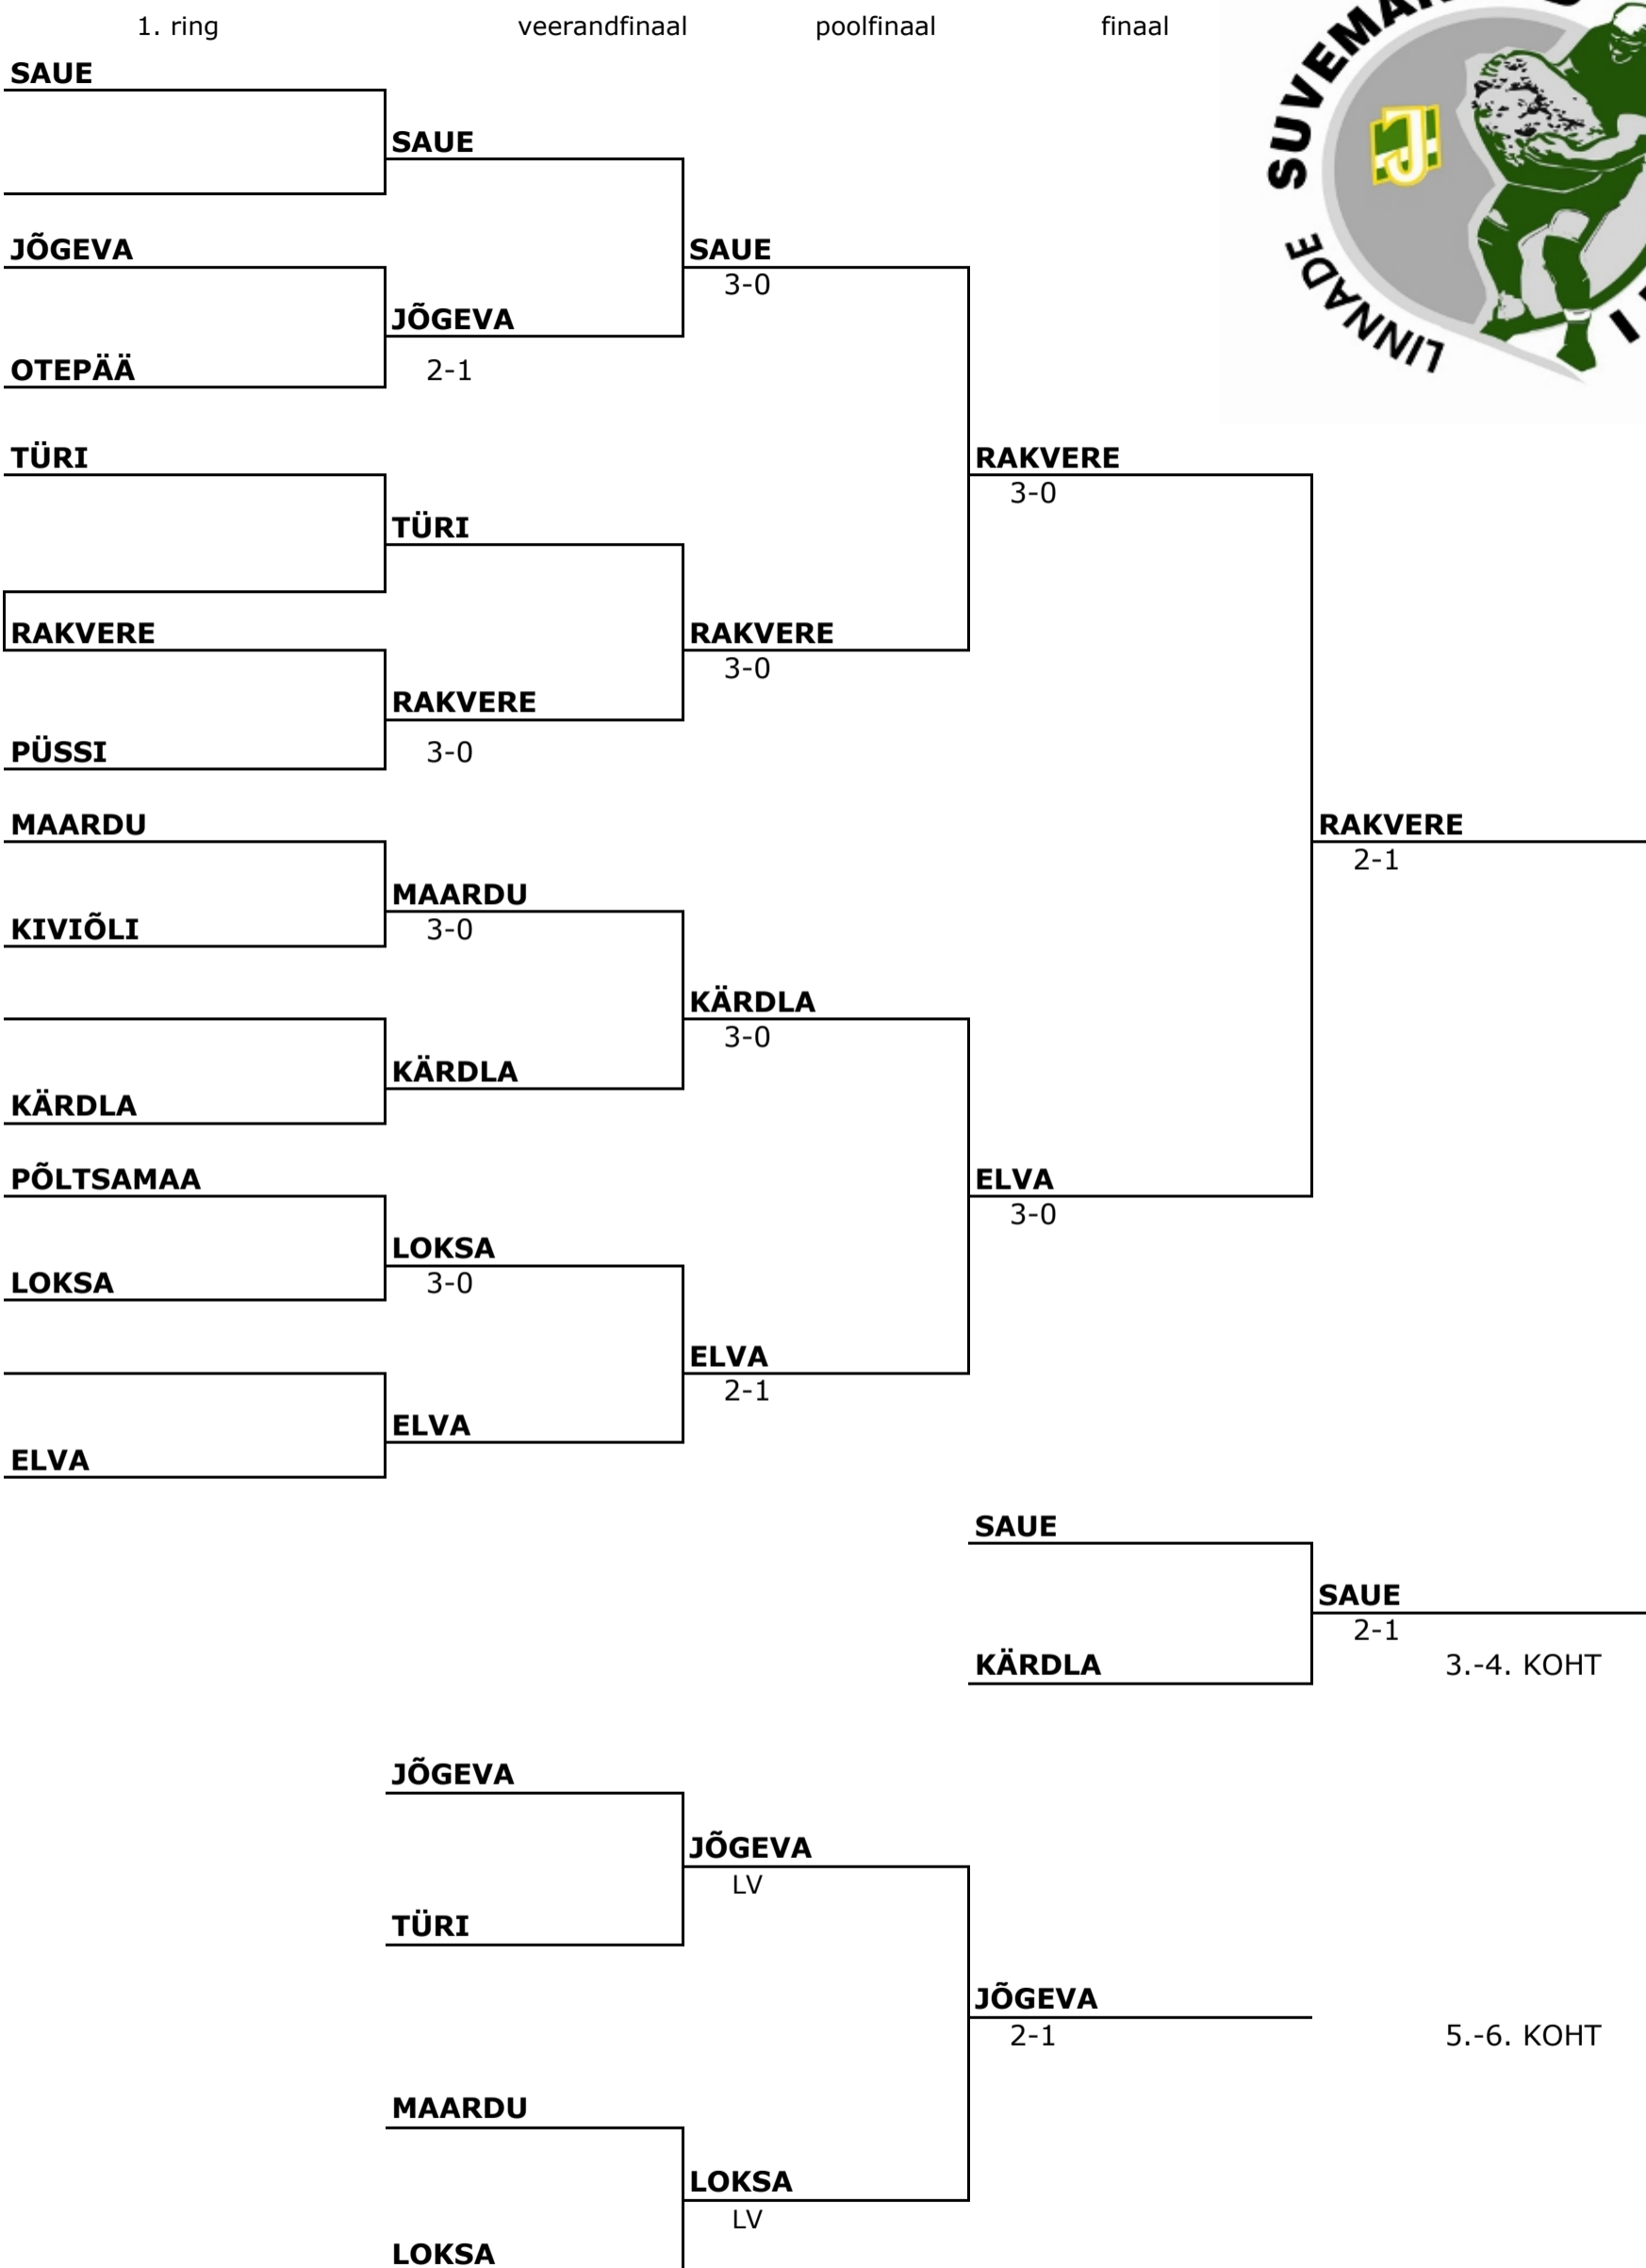 1. ring veerandfinaal poolfinaal finaal
SAUE
SAUE
JÕGEVA
SAUE
3-0
JÕGEVA
OTEPÄÄ
2-1
TÜRI
RAKVERE
3-0
TÜRI
RAKVERE
RAKVERE
3-0
RAKVERE
PÜSSI
3-0
MAARDU
RAKVERE
2-1
MAARDU
KIVIÕLI
3-0
KÄRDLA
3-0
KÄRDLA
KÄRDLA
PÕLTSAMAA
ELVA
3-0
LOKSA
LOKSA
3-0
ELVA
2-1
ELVA
ELVA
SAUE
SAUE
2-1
KÄRDLA
3.-4. KOHT
JÕGEVA
JÕGEVA
LV
TÜRI
JÕGEVA
2-1
5.-6. KOHT
MAARDU
LOKSA
LV
LOKSA
LINNADE
J